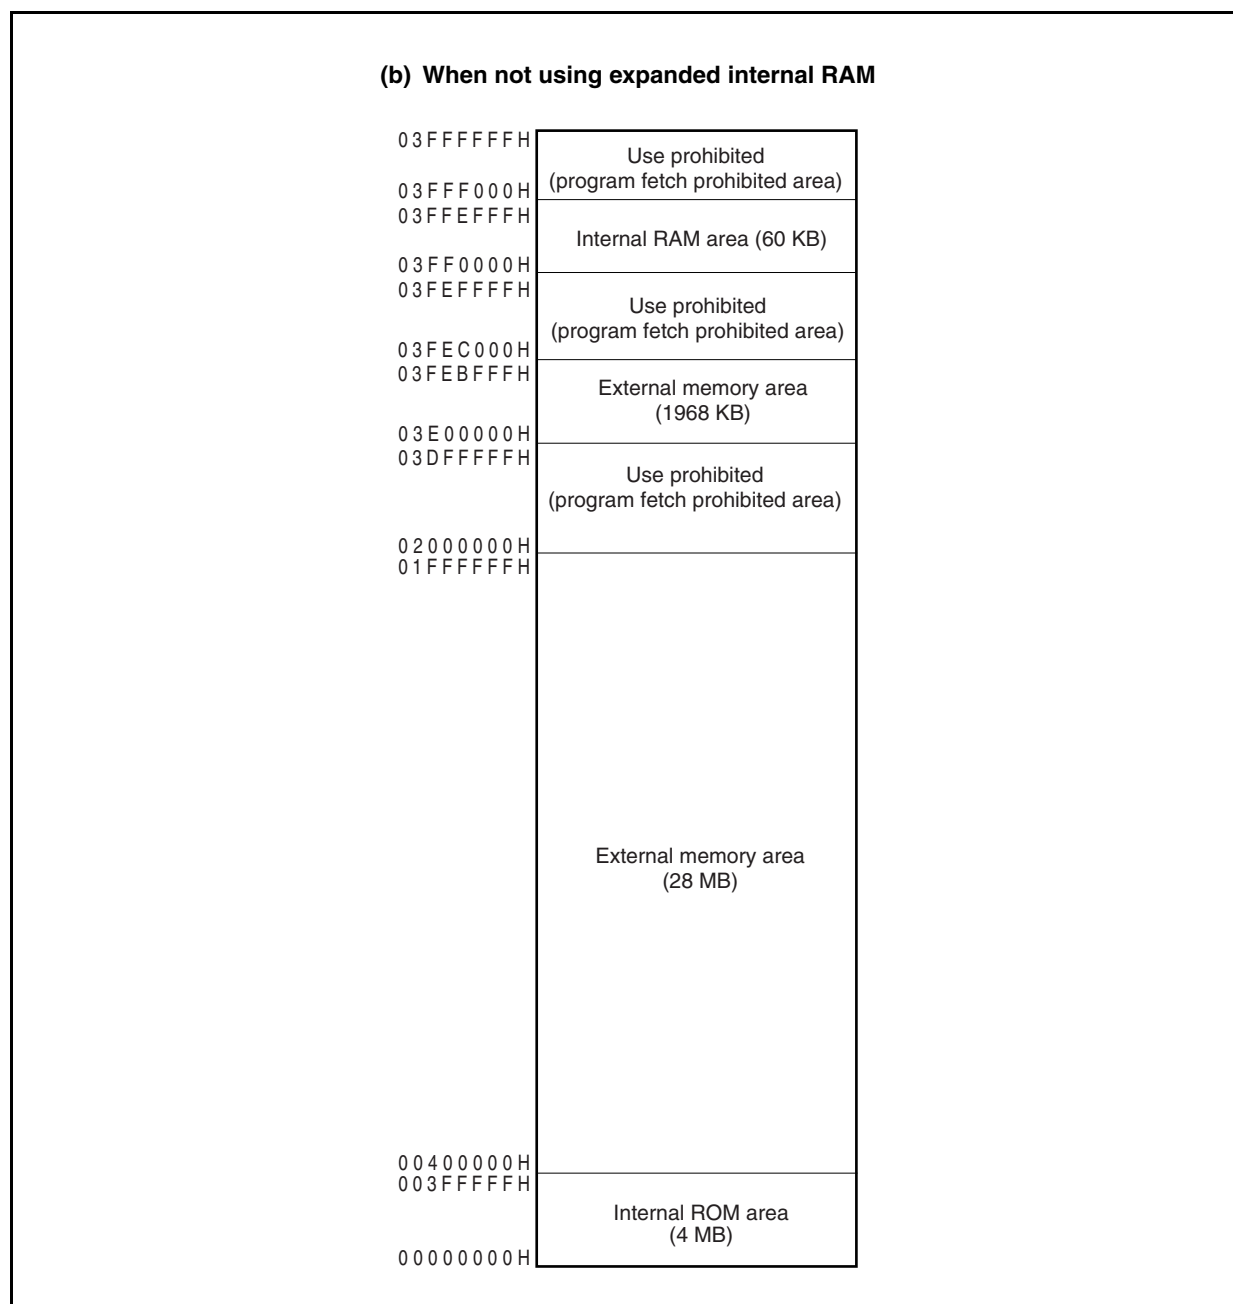 (b) When not using expanded internal RAM
03FFFFFFH
Use prohibited
(program fetch prohibited area)
03FFF000H
03FFEFFFH
Internal RAM area (60 KB)
03FF0000H
03FEFFFFH
Use prohibited
(program fetch prohibited area)
03FEC000H
03FEBFFFH
External memory area
(1968 KB)
03E00000H
03DFFFFFH
Use prohibited
(program fetch prohibited area)
02000000H
01FFFFFFH
External memory area
(28 MB)
00400000H
003FFFFFH
Internal ROM area
(4 MB)
00000000H